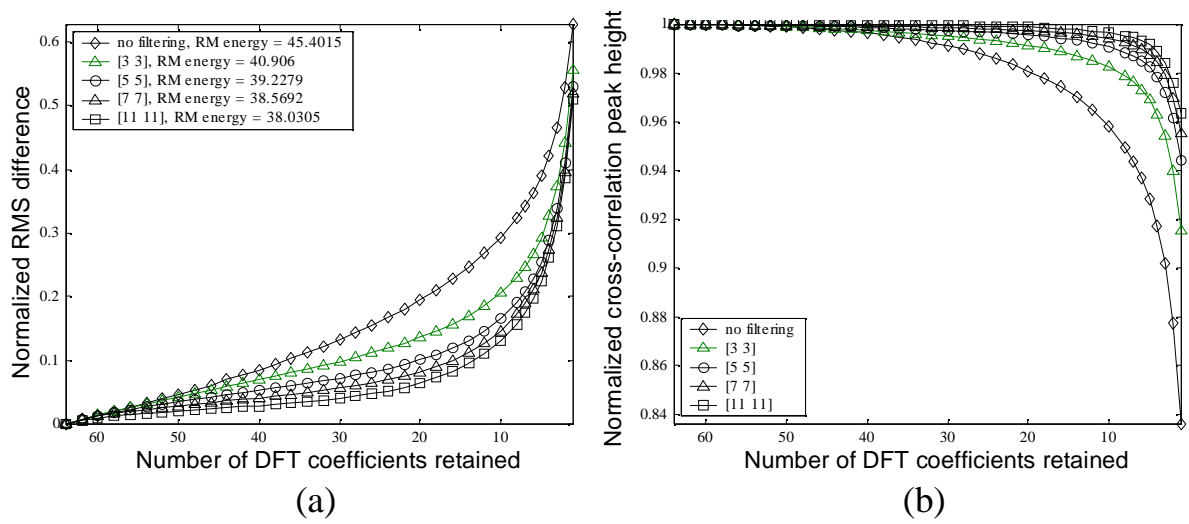 Normalized RMS difference
0.6
0.5
0.4
0.3
0.2
0.1
0
no filtering, RM energy = 45.4015
[3 3], RM energy = 40.906
[5 5], RM energy = 39.2279
[7 7], RM energy = 38.5692
[11 11], RM energy = 38.0305
60 50 40 30 20 10
Number of DFT coefficients retained
(a)
Normalized cross-correlation peak height
1
0.98
0.96
0.94
0.92
0.9
0.88
0.86
0.84
no filtering
[3 3]
[5 5]
[7 7]
[11 11]
60 50 40 30 20 10
Number of DFT coefficients retained
(b)